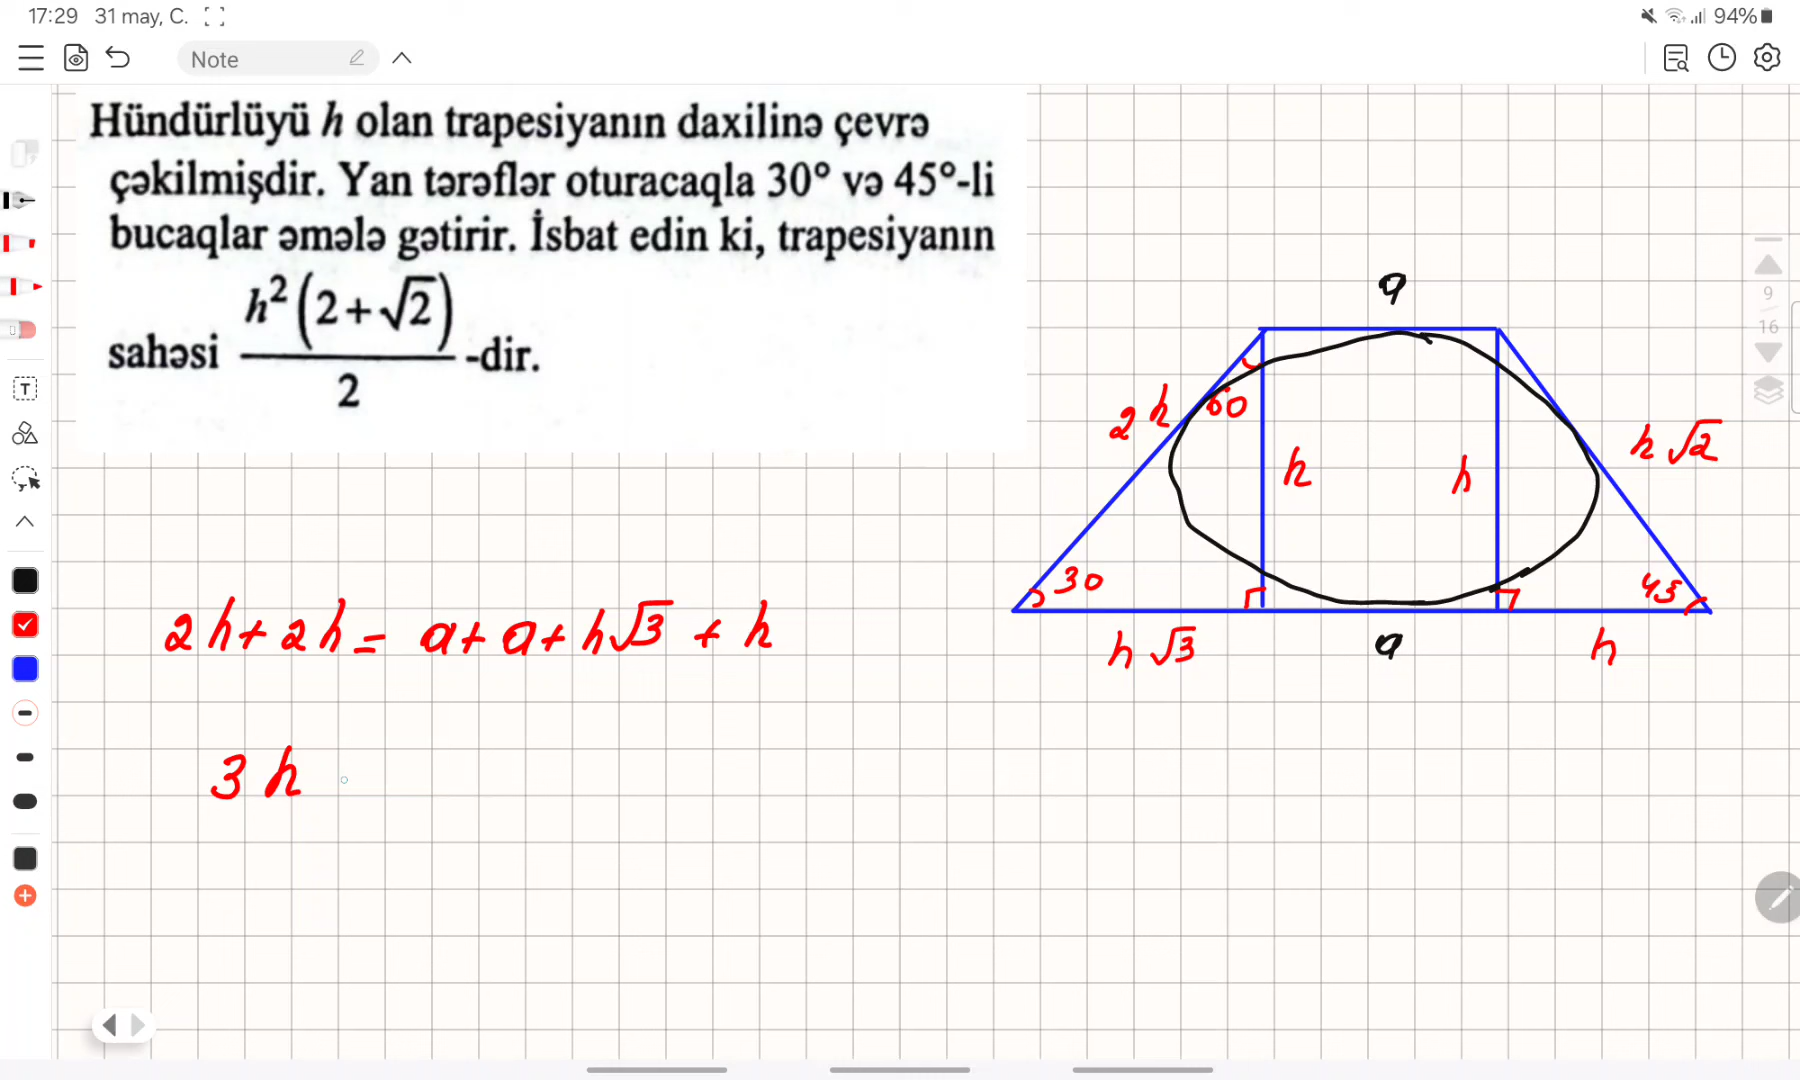 17:29 31 may, C. 94%
Note
Hündürlüyü h olan trapesiyanın daxilinə çevrə
çəkilmişdir. Yan tərəflər oturacaqla 30° və 45°-li
bucaqlar əmələ gətirir. İsbat edin ki, trapesiyanın
sahəsi h²(2+√2)/2 -dir.
a
2h 60 h h h√2
30 45
h√3 a h
2h+2h= a+a+h√3 +h
3h
9
16
T